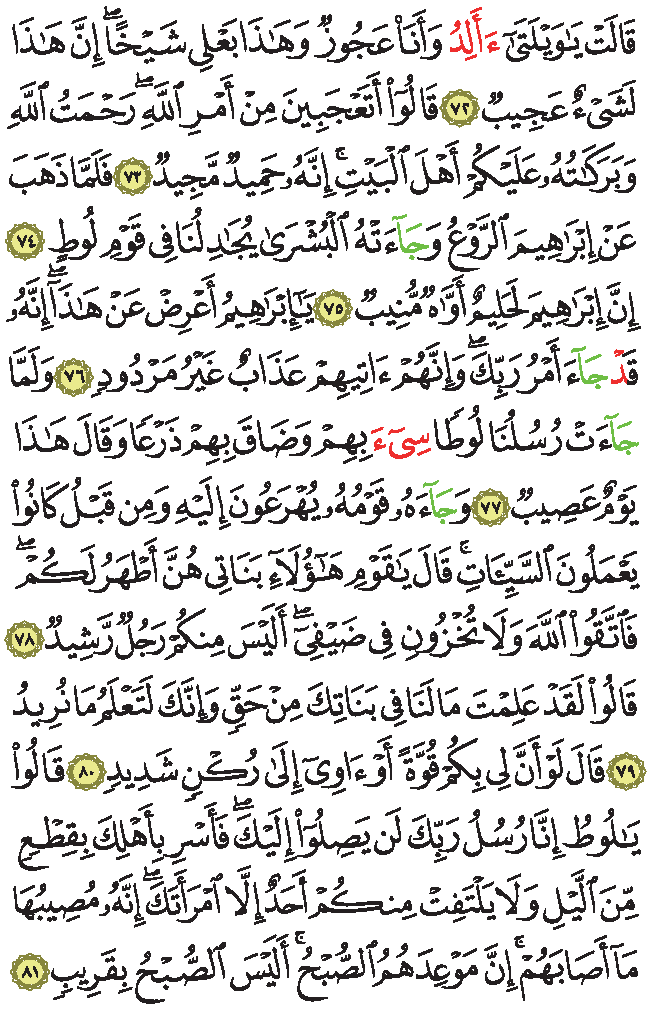 قَالَتْ يَـٰوَيْلَتَىٰٓ ءَأَلِدُ وَأَنَا۠ عَجُوزٌ وَهَـٰذَا بَعْلِى شَيْخًا ۖ إِنَّ هَـٰذَا
لَشَىْءٌ عَجِيبٌ ٧٢ قَالُوٓا۟ أَتَعْجَبِينَ مِنْ أَمْرِ ٱللَّهِ ۖ رَحْمَتُ ٱللَّهِ
وَبَرَكَـٰتُهُۥ عَلَيْكُمْ أَهْلَ ٱلْبَيْتِ ۚ إِنَّهُۥ حَمِيدٌ مَّجِيدٌ ٧٣ فَلَمَّا ذَهَبَ
عَنْ إِبْرَٰهِيمَ ٱلرَّوْعُ وَجَآءَتْهُ ٱلْبُشْرَىٰ يُجَـٰدِلُنَا فِى قَوْمِ لُوطٍ ٧٤
إِنَّ إِبْرَٰهِيمَ لَحَلِيمٌ أَوَّٰهٌ مُّنِيبٌ ٧٥ يَـٰٓإِبْرَٰهِيمُ أَعْرِضْ عَنْ هَـٰذَآ ۖ إِنَّهُۥ
قَدْ جَآءَ أَمْرُ رَبِّكَ ۖ وَإِنَّهُمْ ءَاتِيهِمْ عَذَابٌ غَيْرُ مَرْدُودٍ ٧٦ وَلَمَّا
جَآءَتْ رُسُلُنَا لُوطًا سِىٓءَ بِهِمْ وَضَاقَ بِهِمْ ذَرْعًا وَقَالَ هَـٰذَا
يَوْمٌ عَصِيبٌ ٧٧ وَجَآءَهُۥ قَوْمُهُۥ يُهْرَعُونَ إِلَيْهِ وَمِن قَبْلُ كَانُوا۟
يَعْمَلُونَ ٱلسَّيِّـَٔاتِ ۚ قَالَ يَـٰقَوْمِ هَـٰٓؤُلَآءِ بَنَاتِى هُنَّ أَطْهَرُ لَكُمْ ۖ
فَٱتَّقُوا۟ ٱللَّهَ وَلَا تُخْزُونِ فِى ضَيْفِىٓ ۖ أَلَيْسَ مِنكُمْ رَجُلٌ رَّشِيدٌ ٧٨
قَالُوا۟ لَقَدْ عَلِمْتَ مَا لَنَا فِى بَنَاتِكَ مِنْ حَقٍّ وَإِنَّكَ لَتَعْلَمُ مَا نُرِيدُ
٧٩ قَالَ لَوْ أَنَّ لِى بِكُمْ قُوَّةً أَوْ ءَاوِىٓ إِلَىٰ رُكْنٍ شَدِيدٍ ٨٠ قَالُوا۟
يَـٰلُوطُ إِنَّا رُسُلُ رَبِّكَ لَن يَصِلُوٓا۟ إِلَيْكَ ۖ فَأَسْرِ بِأَهْلِكَ بِقِطْعٍ
مِّنَ ٱلَّيْلِ وَلَا يَلْتَفِتْ مِنكُمْ أَحَدٌ إِلَّا ٱمْرَأَتَكَ ۖ إِنَّهُۥ مُصِيبُهَا
مَآ أَصَابَهُمْ ۚ إِنَّ مَوْعِدَهُمُ ٱلصُّبْحُ ۚ أَلَيْسَ ٱلصُّبْحُ بِقَرِيبٍ ٨١